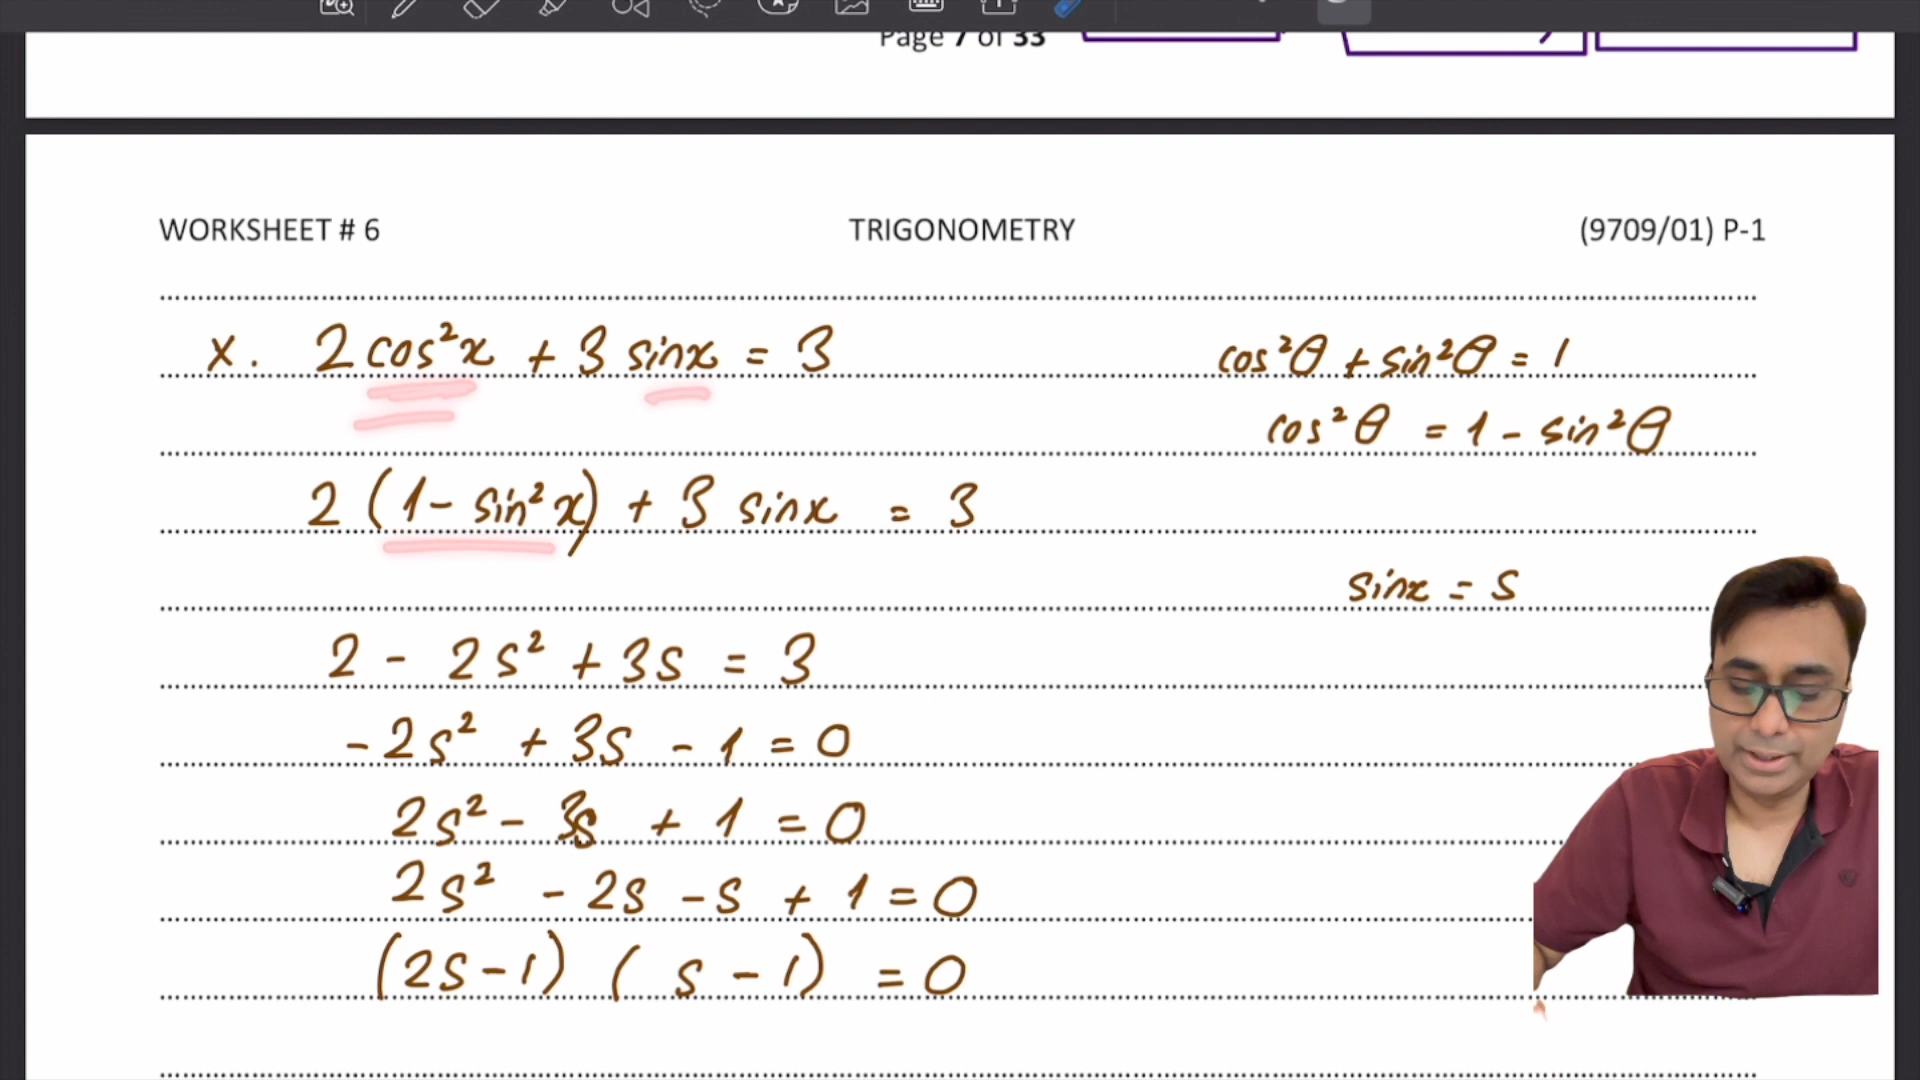 Page 7 of 33
WORKSHEET # 6 TRIGONOMETRY (9709/01) P-1
x. 2 cos²x + 3 sinx = 3
cos²θ + sin²θ = 1
cos²θ = 1 - sin²θ
2 (1 - sin²x) + 3 sinx = 3
sinx = s
2 - 2s² + 3s = 3
-2s² + 3s - 1 = 0
2s² - 3s + 1 = 0
2s² - 2s - s + 1 = 0
(2s - 1) ( s - 1) = 0